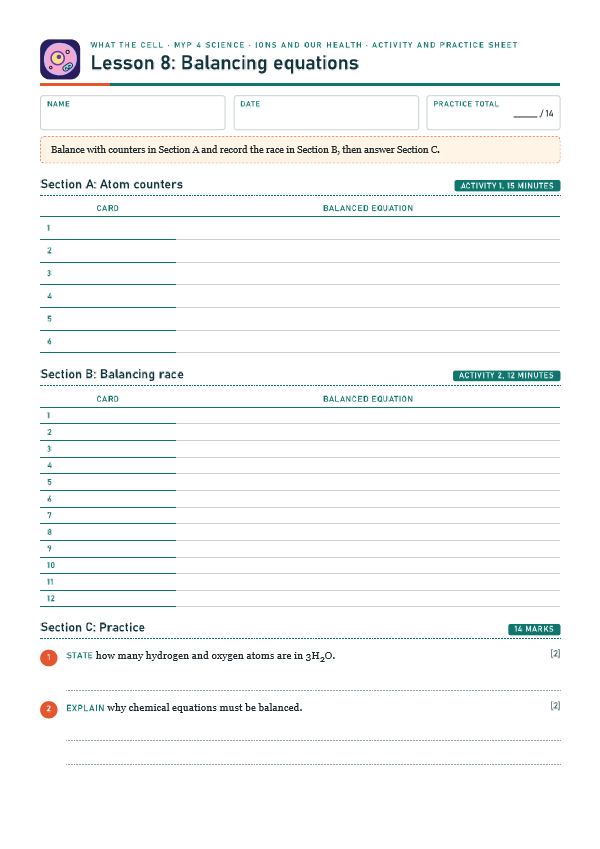 WHAT THE CELL · MYP 4 SCIENCE · IONS AND OUR HEALTH · ACTIVITY AND PRACTICE SHEET
Lesson 8: Balancing equations
NAME
DATE
PRACTICE TOTAL
_____ / 14
Balance with counters in Section A and record the race in Section B, then answer Section C.
Section A: Atom counters
ACTIVITY 1, 15 MINUTES
CARD BALANCED EQUATION
1
2
3
4
5
6
Section B: Balancing race
ACTIVITY 2, 12 MINUTES
CARD BALANCED EQUATION
1
2
3
4
5
6
7
8
9
10
11
12
Section C: Practice
14 MARKS
1 STATE how many hydrogen and oxygen atoms are in 3H₂O. [2]
2 EXPLAIN why chemical equations must be balanced. [2]